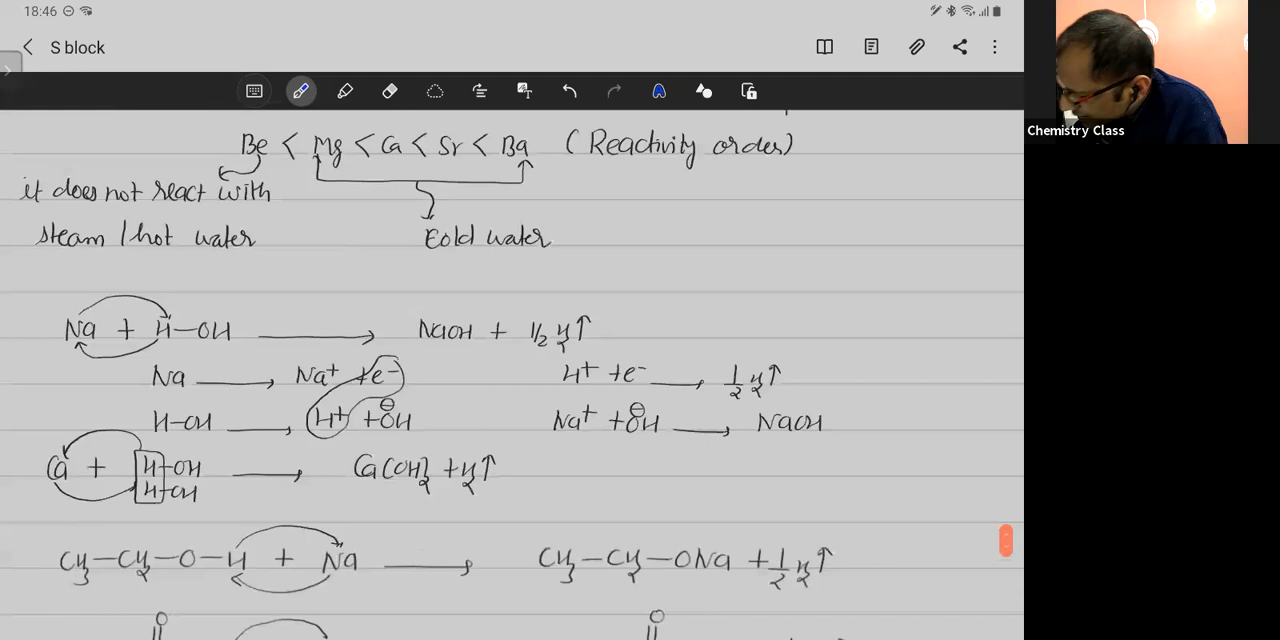 18:46
S block
Chemistry Class
Be < Mg < Ca < Sr < Ba (Reactivity order)
it does not react with
steam / hot water
Cold water
Na + H–OH ⟶ NaOH + 1/2 H₂↑
Na ⟶ Na⁺ + e⁻ H⁺ + e⁻ ⟶ 1/2 H₂↑
H–OH ⟶ H⁺ + ⊖OH Na⁺ + ⊖OH ⟶ NaOH
Ca + H–OH ⟶ Ca(OH)₂ + H₂↑
H–OH
CH₃–CH₂–O–H + Na ⟶ CH₃–CH₂–ONa + 1/2 H₂↑
O O